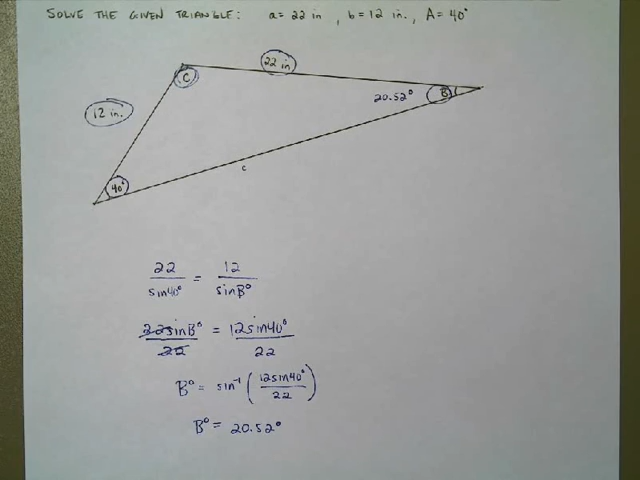 SOLVE THE GIVEN TRIANGLE: a = 22 in , b = 12 in. , A = 40°
22 in
C
20.52° B
12 in.
c
40°
22 / sin40° = 12 / sinB°
22sinB° / 22 = 12sin40° / 22
B° = sin⁻¹ ( 12sin40° / 22 )
B° = 20.52°